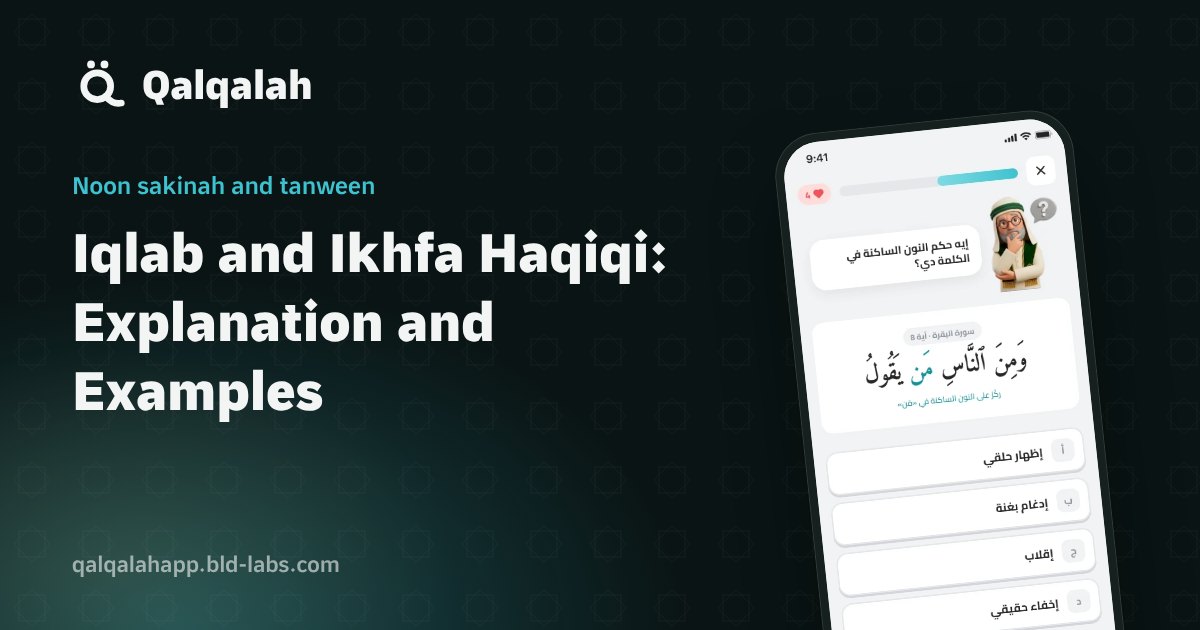 Qalqalah
Noon sakinah and tanween
Iqlab and Ikhfa Haqiqi:
Explanation and
Examples
qalqalahapp.bld-labs.com
9:41
4
?
إيه حكم النون الساكنة في
الكلمة دي؟
سورة البقرة · آية 8
وَمِنَ ٱلنَّاسِ مَن يَقُولُ
ركّز على النون الساكنة في «مَن»
أ إظهار حلقي
ب إدغام بغنة
ج إقلاب
د إخفاء حقيقي